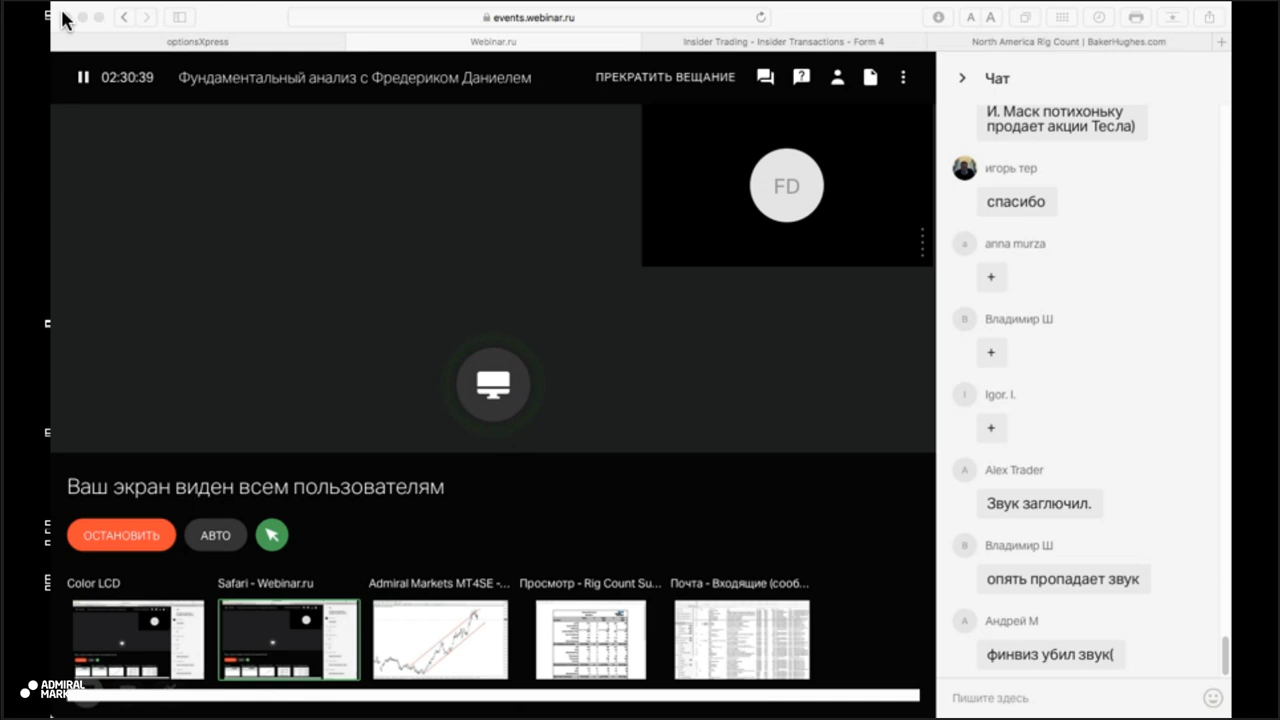 events.webinar.ru
A A
optionsXpress
Webinar.ru
Insider Trading - Insider Transactions - Form 4
North America Rig Count | BakerHughes.com
02:30:39
Фундаментальный анализ с Фредериком Даниелем
ПРЕКРАТИТЬ ВЕЩАНИЕ
Чат
FD
И. Маск потихоньку
продает акции Тесла)
игорь тер
спасибо
a
anna murza
+
В
Владимир Ш
+
I
Igor. I.
+
A
Alex Trader
Звук заглючил.
В
Владимир Ш
опять пропадает звук
А
Андрей М
финвиз убил звук(
Пишите здесь
Ваш экран виден всем пользователям
ОСТАНОВИТЬ
АВТО
Color LCD
Safari - Webinar.ru
Admiral Markets MT4SE -...
Просмотр - Rig Count Su...
Почта - Входящие (сооб...
ADMIRAL